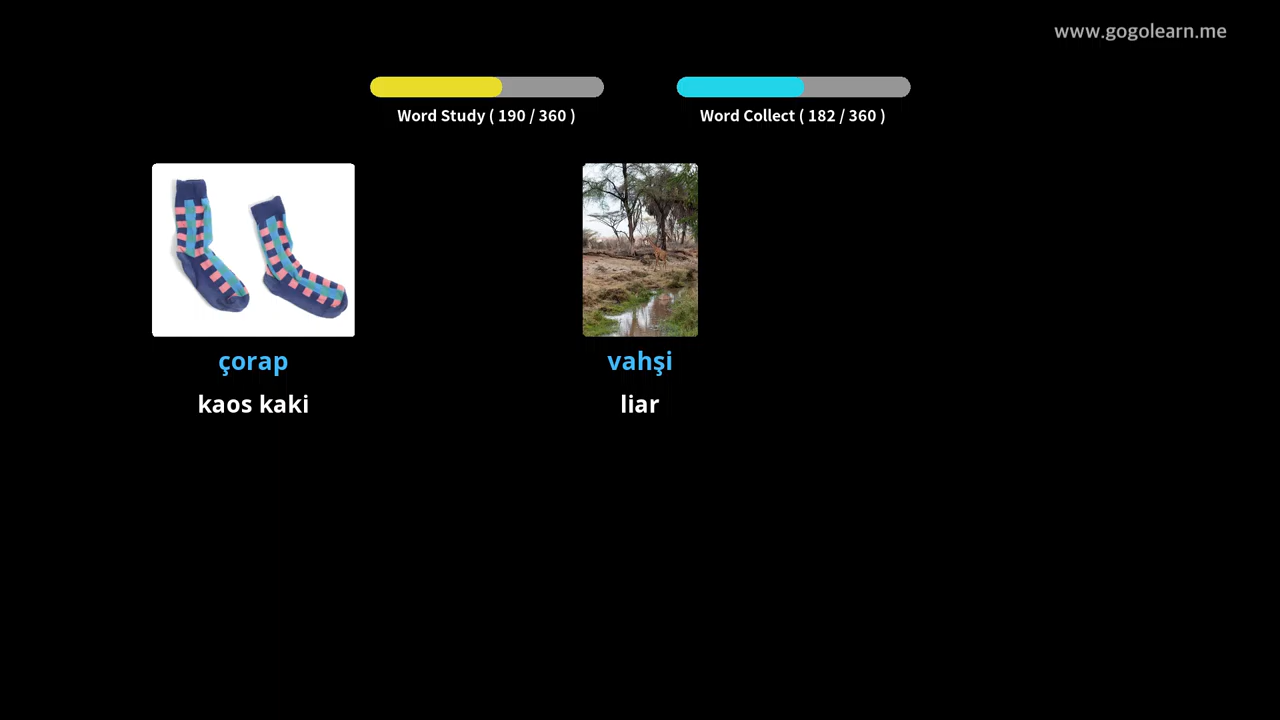 www.gogolearn.me
Word Study ( 190 / 360 )
Word Collect ( 182 / 360 )
çorap
vahşi
kaos kaki
liar